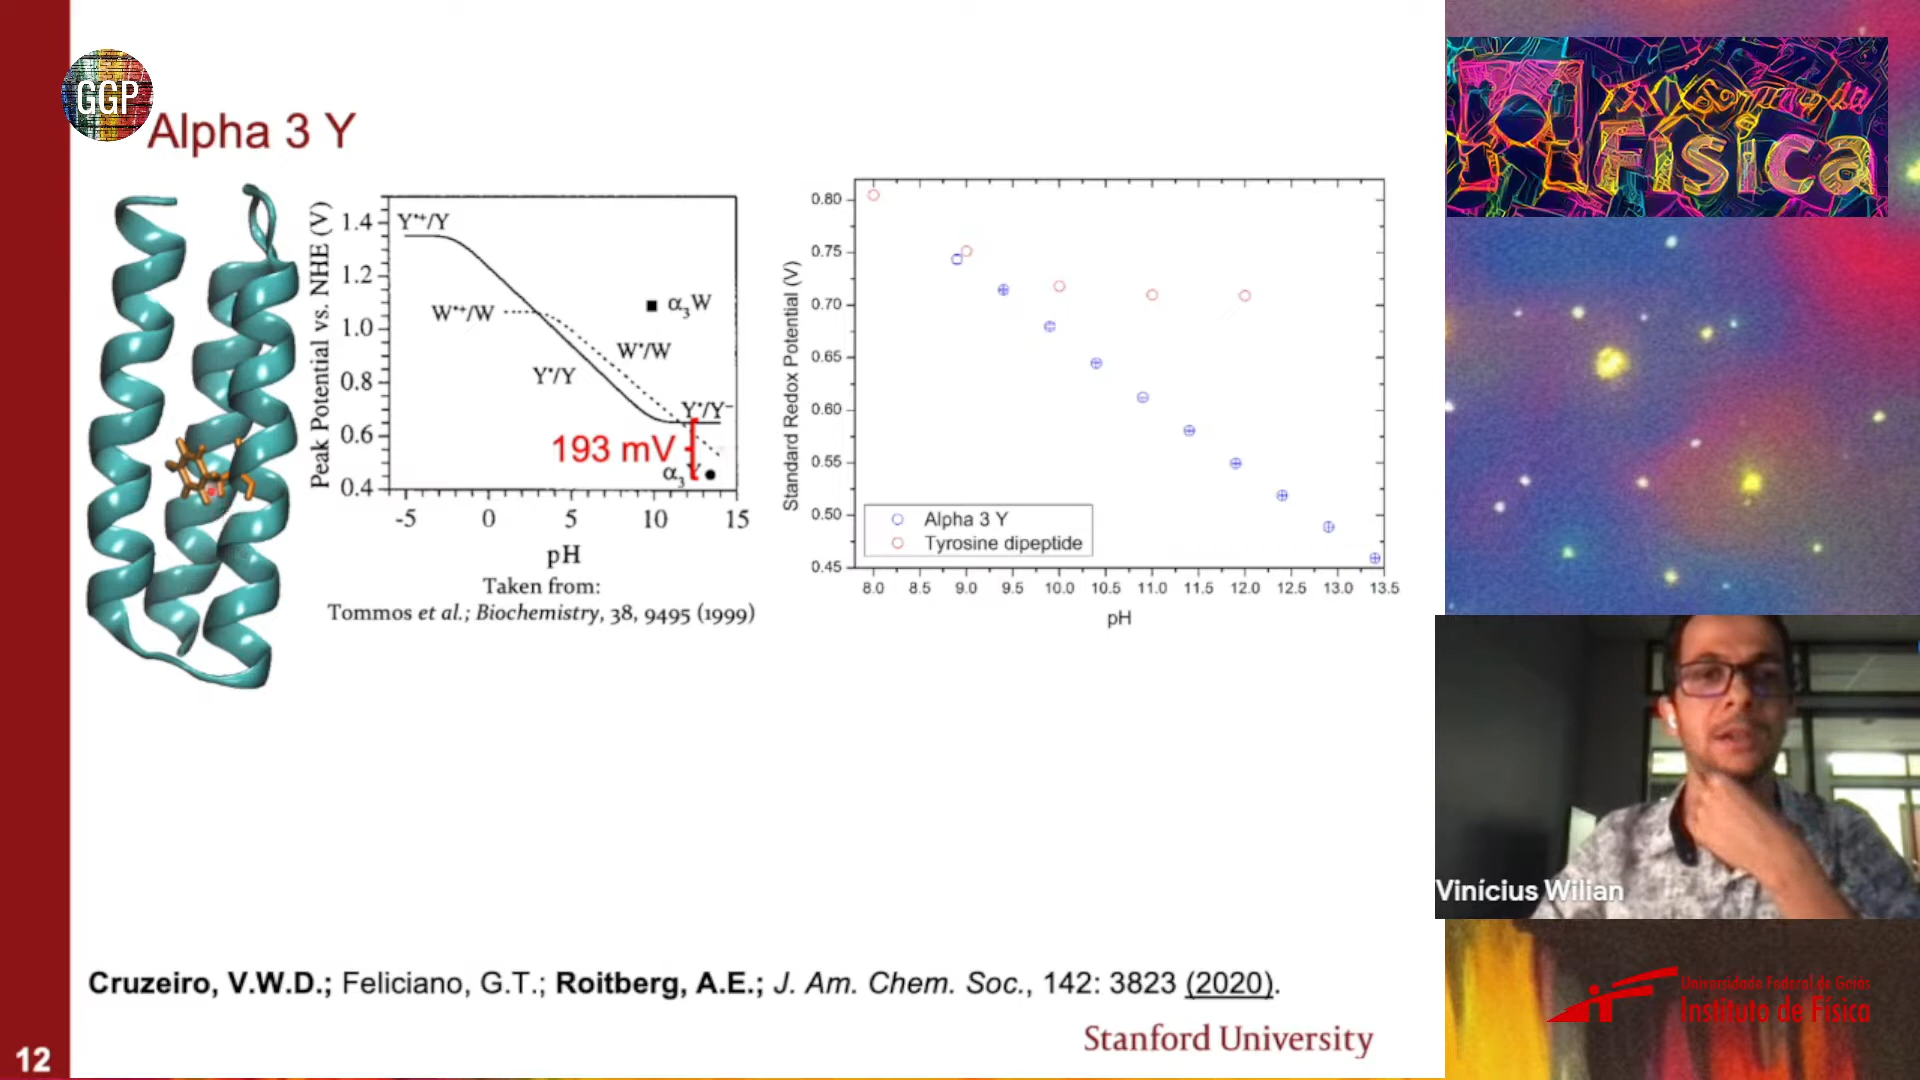 GGP
Alpha 3 Y
Peak Potential vs. NHE (V)
1.4
1.2
1.0
0.8
0.6
0.4
Y•+/Y
W•+/W
α3W
W•/W
Y•/Y
Y•/Y−
193 mV
α3Y
-5 0 5 10 15
pH
Taken from:
Tommos et al.; Biochemistry, 38, 9495 (1999)
Standard Redox Potential (V)
0.80
0.75
0.70
0.65
0.60
0.55
0.50
0.45
Alpha 3 Y
Tyrosine dipeptide
8.0 8.5 9.0 9.5 10.0 10.5 11.0 11.5 12.0 12.5 13.0 13.5
pH
Cruzeiro, V.W.D.; Feliciano, G.T.; Roitberg, A.E.; J. Am. Chem. Soc., 142: 3823 (2020).
Stanford University
12
Física
Vinícius Wilian
Universidade Federal de Goiás
Instituto de Física